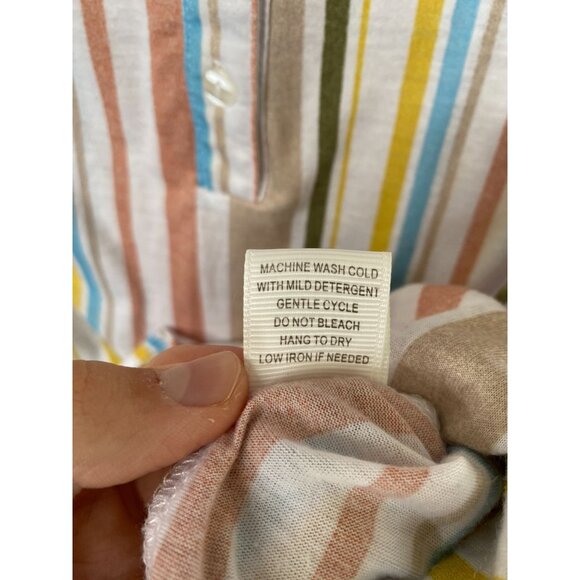 MACHINE WASH COLD
WITH MILD DETERGENT
GENTLE CYCLE
DO NOT BLEACH
HANG TO DRY
LOW IRON IF NEEDED